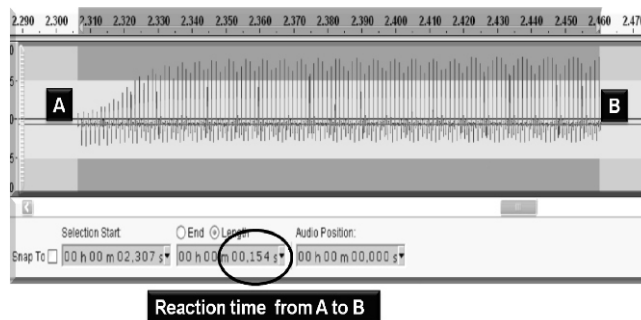 2.290 2.300 2,310 2,320 2,330 2,340 2,350 2,360 2,370 2,380 2,390 2,400 2,410 2,420 2,430 2,440 2,450 2,460 2,470
A B
Selection Start: End Length Audio Position:
Snap To 00 h 00 m 02,307 s 00 h 00 m 00,154 s 00 h 00 m 00,000 s
Reaction time from A to B